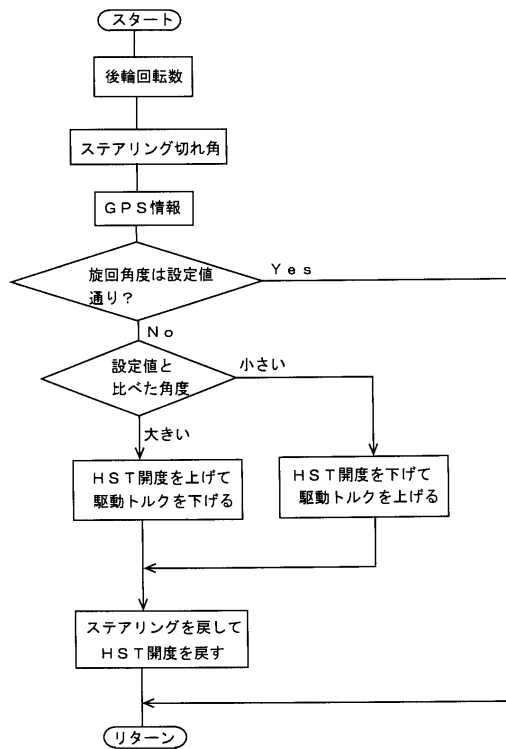 スタート
後輪回転数
ステアリング切れ角
GPS情報
旋回角度は設定値
通り?
Yes
No
設定値と
比べた角度
小さい
大きい
HST開度を上げて
駆動トルクを下げる
HST開度を下げて
駆動トルクを上げる
ステアリングを戻して
HST開度を戻す
リターン